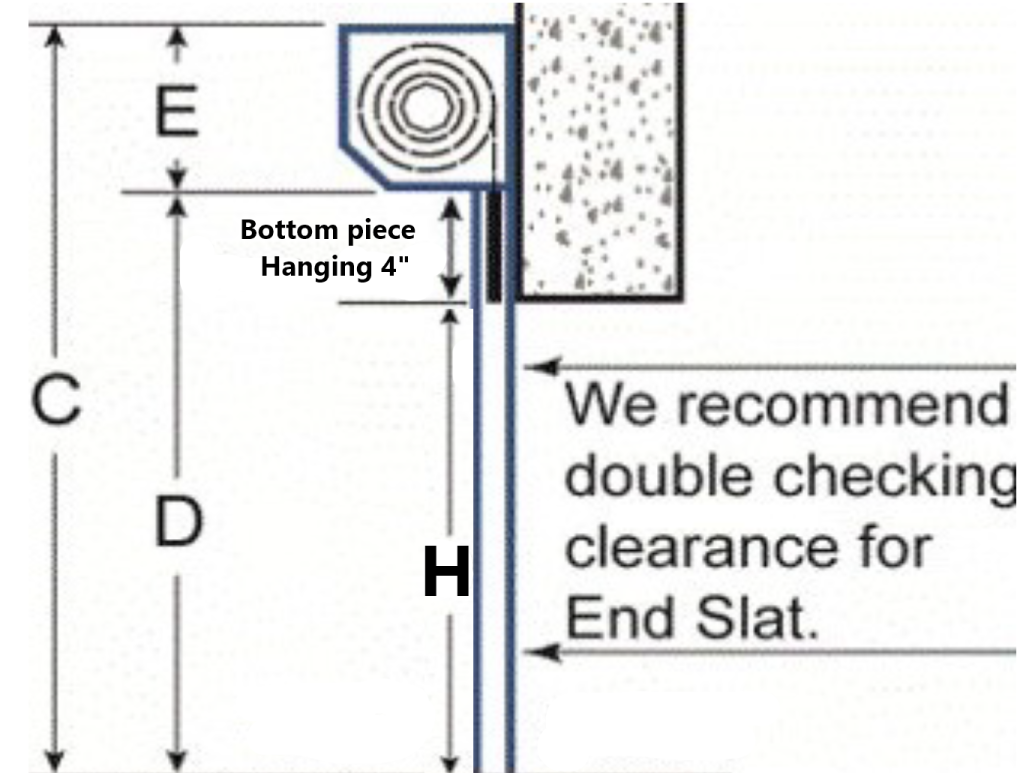 E
Bottom piece
Hanging 4"
C
We recommend
double checking
clearance for
End Slat.
D
H